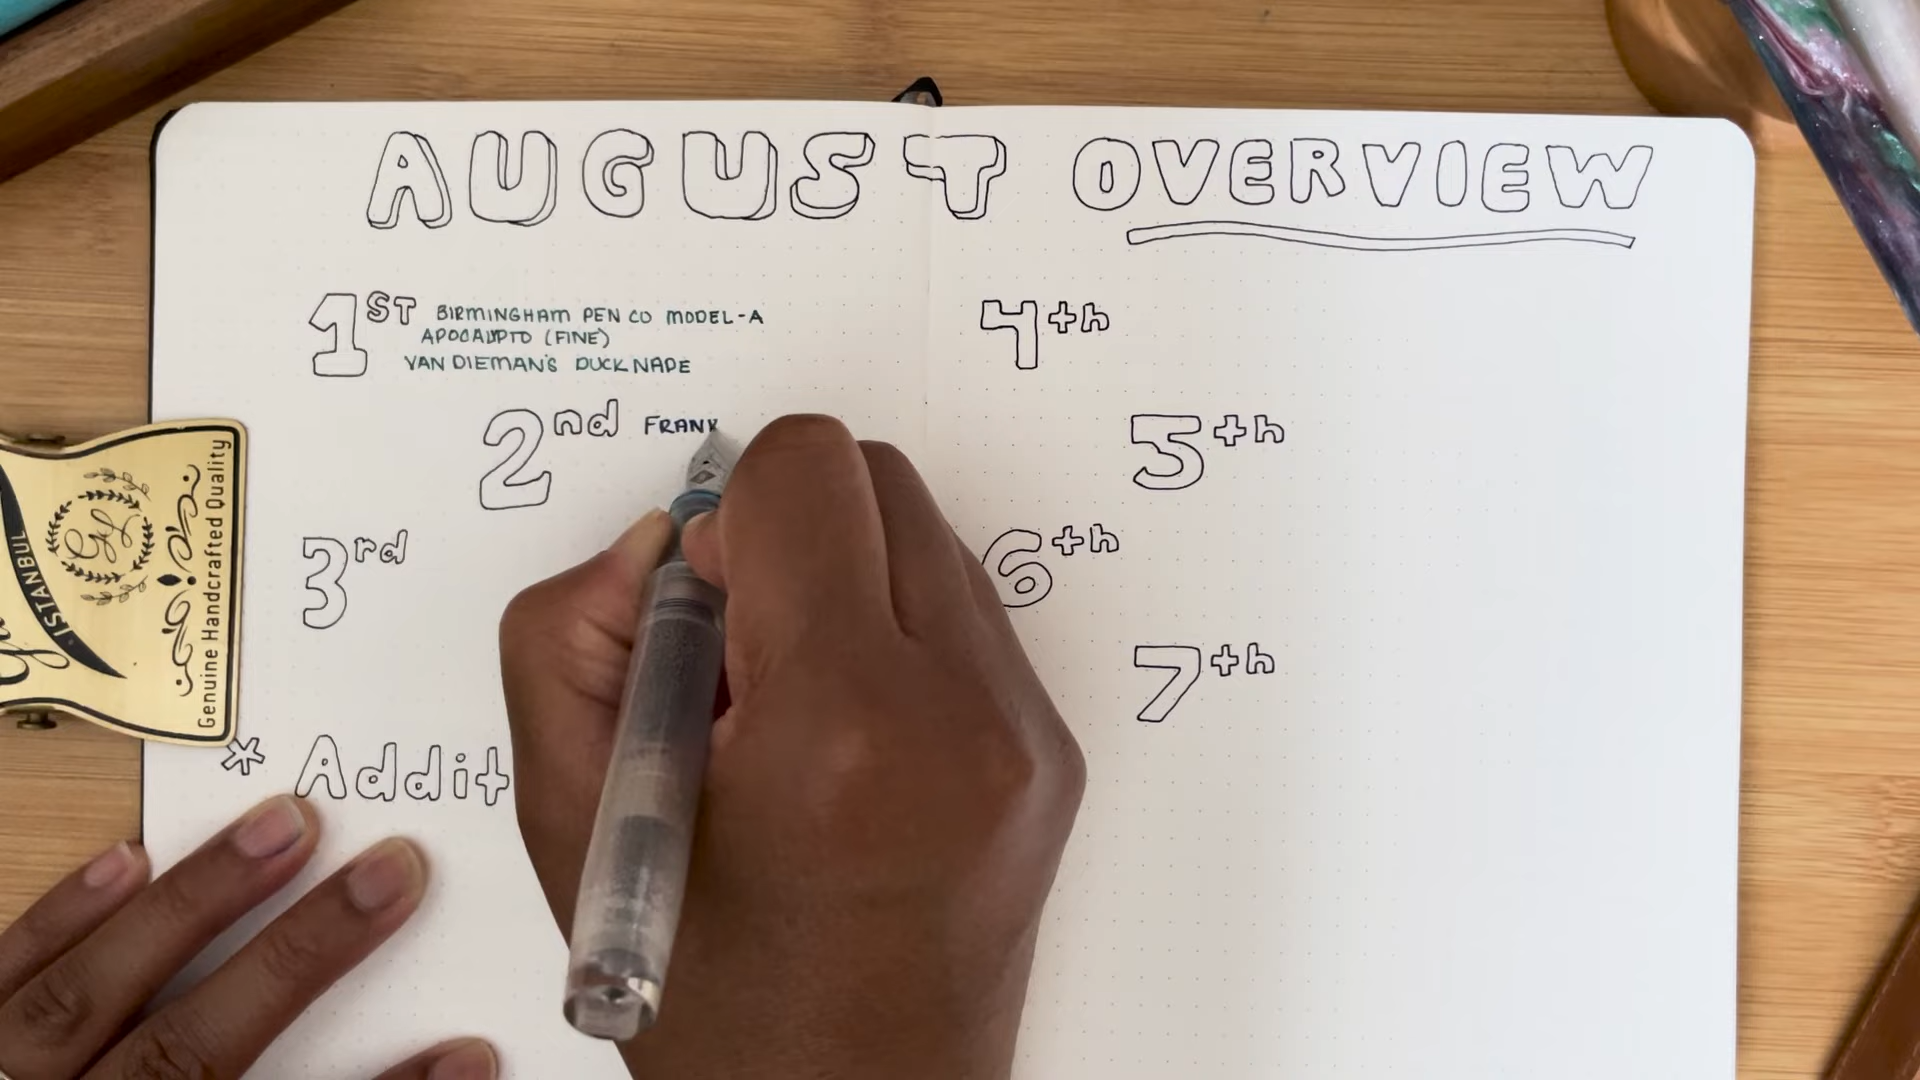 AUGUST OVERVIEW
1ST BIRMINGHAM PEN CO MODEL-A
APOCALYPTO (FINE)
VAN DIEMAN'S DUCK NAPE
2nd FRANK
3rd
* Addit
4th
5th
6th
7th
ISTANBUL
Genuine Handcrafted Quality